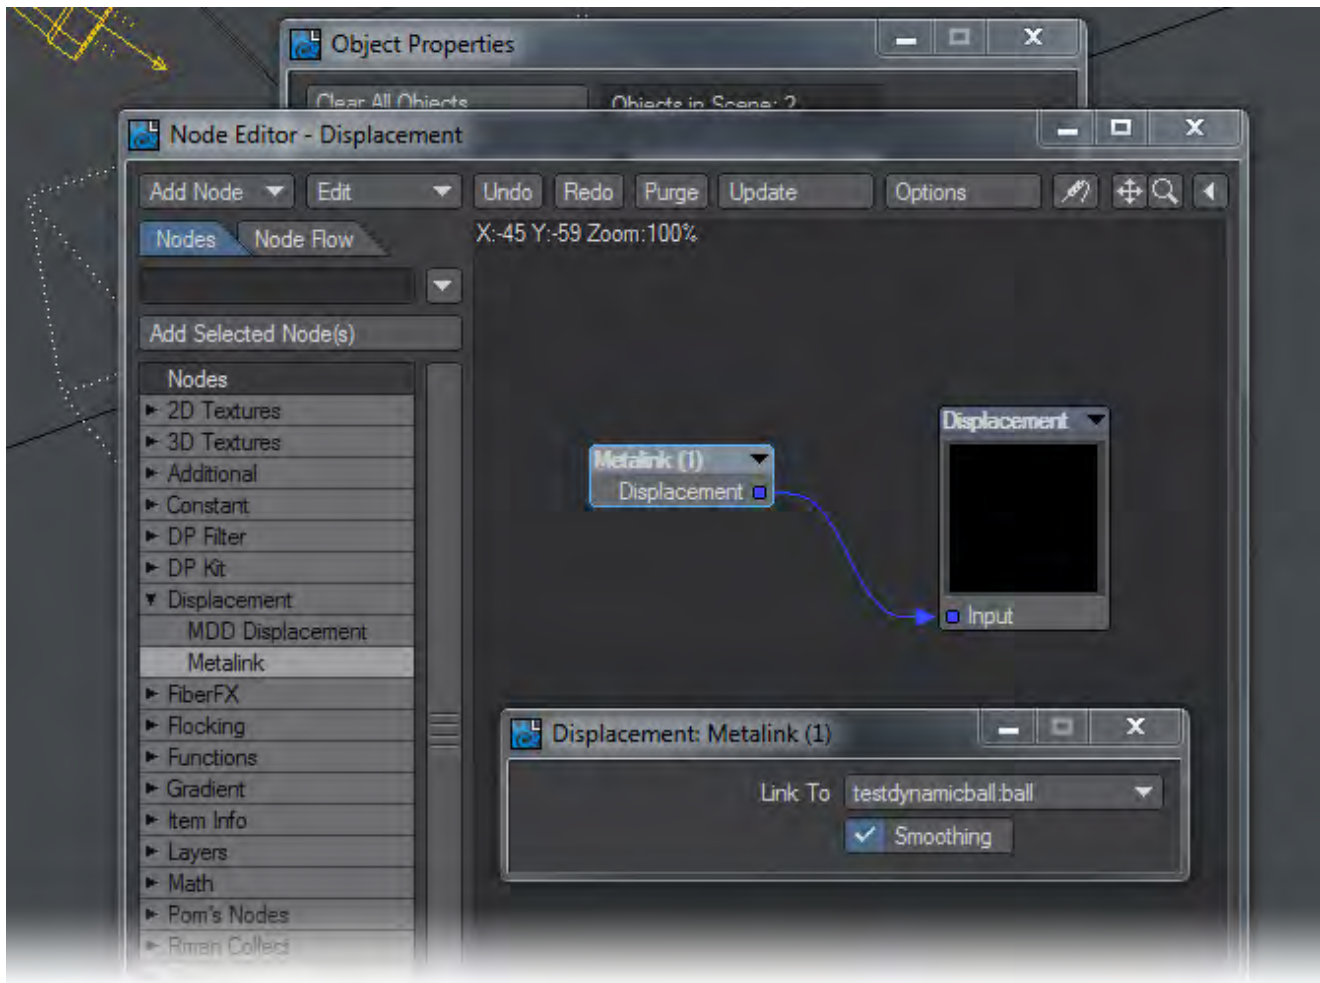 Object Properties
Clear All Objects
Objects in Scene: 2
Node Editor - Displacement
Add Node
Edit
Undo
Redo
Purge
Update
Options
Nodes
Node Flow
X:-45 Y:-59 Zoom:100%
Add Selected Node(s)
Nodes
2D Textures
3D Textures
Additional
Constant
DP Filter
DP Kit
Displacement
MDD Displacement
Metalink
FiberFX
Flocking
Functions
Gradient
Item Info
Layers
Math
Pom's Nodes
Rman Collect
Metalink (1)
Displacement
Displacement
Input
Displacement: Metalink (1)
Link To
testdynamicball:ball
Smoothing